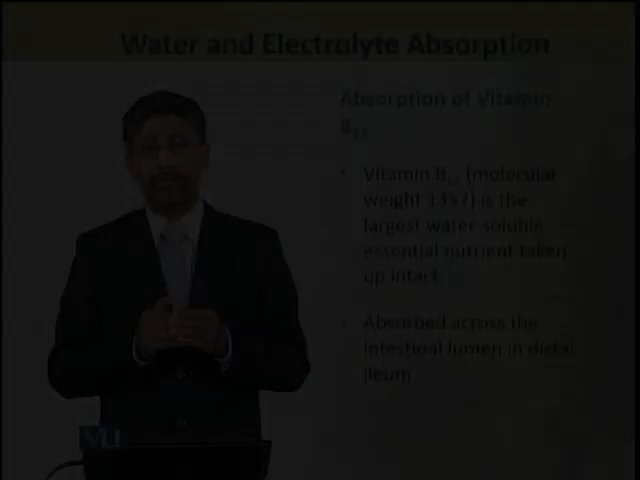 Water and Electrolyte Absorption
Absorption of Vitamin
B₁₂
• Vitamin B₁₂ (molecular
weight 1357) is the
largest water soluble
essential nutrient taken
up intact
• Absorbed across the
intestinal lumen in distal
ileum
VU